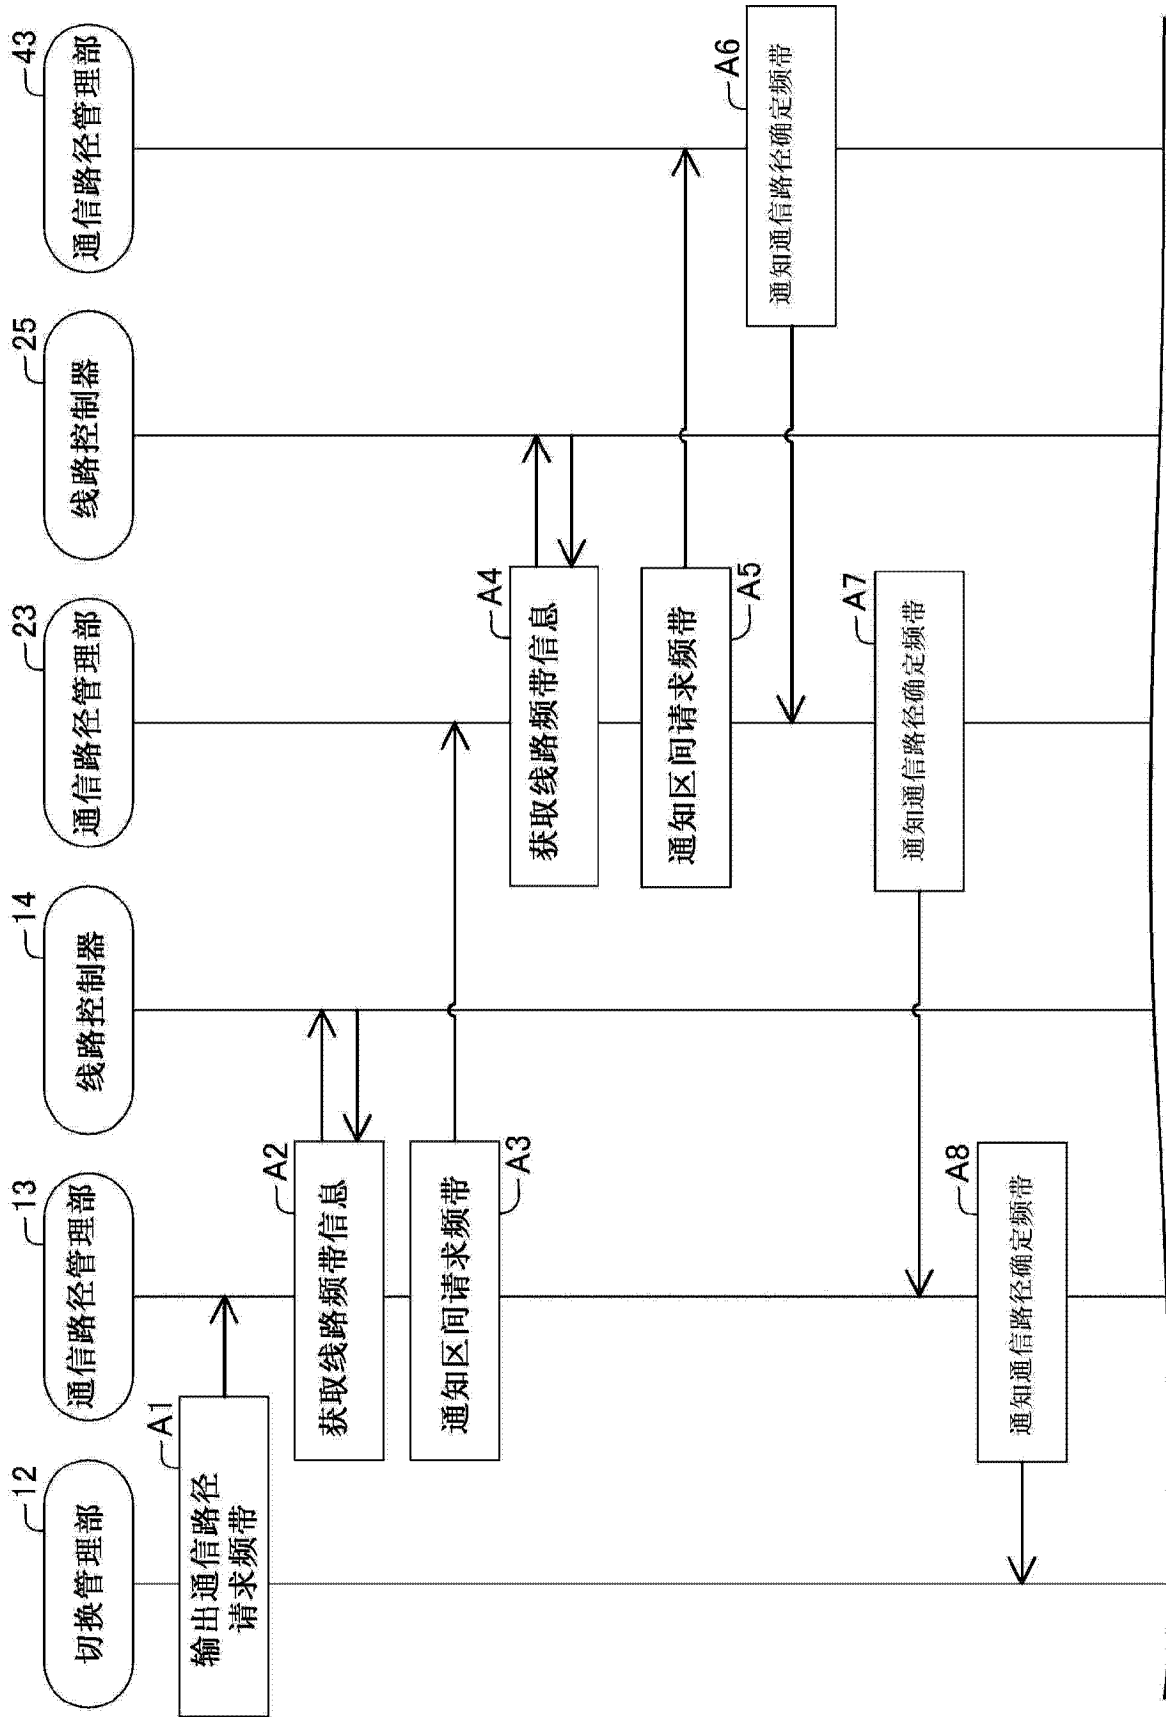 12
切换管理部
13
通信路径管理部
14
线路控制器
23
通信路径管理部
25
线路控制器
43
通信路径管理部
A1
输出通信路径
请求频带
A2
获取线路频带信息
A3
通知区间请求频带
A4
获取线路频带信息
A5
通知区间请求频带
A6
通知通信路径确定频带
A7
通知通信路径确定频带
A8
通知通信路径确定频带